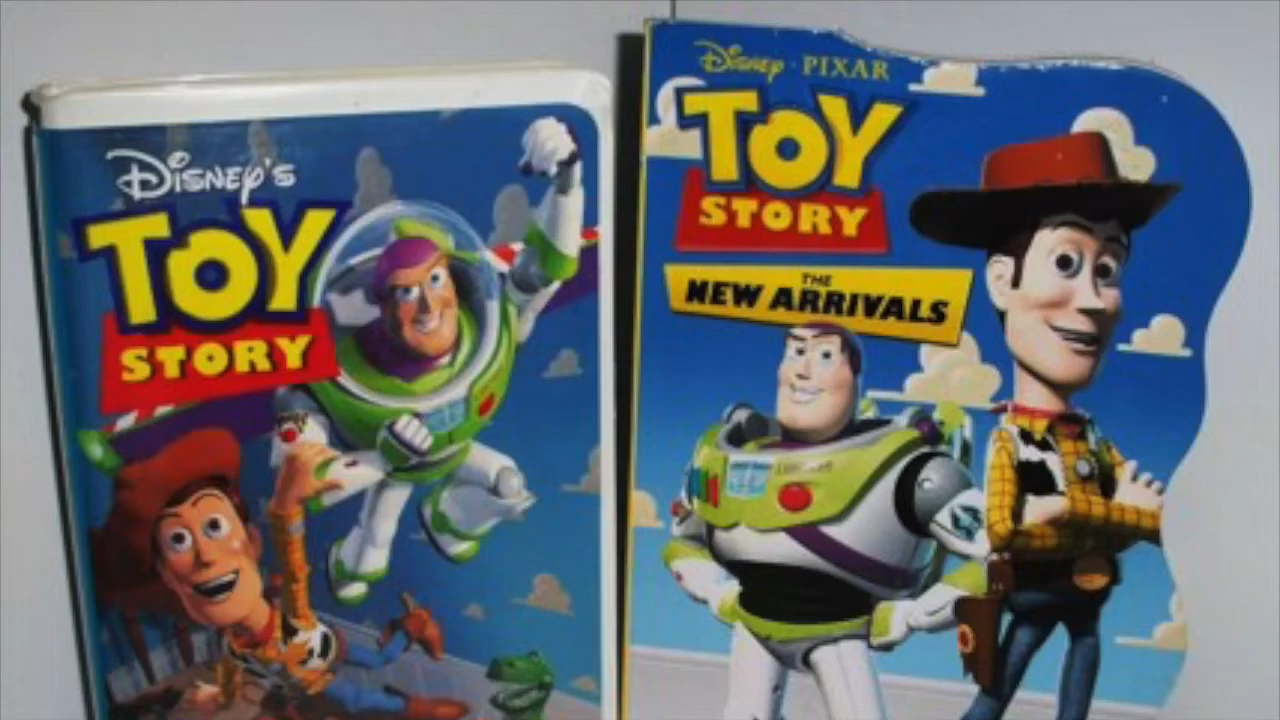 DISNEY'S
TOY
STORY
Disney · PIXAR
TOY
STORY
THE
NEW ARRIVALS